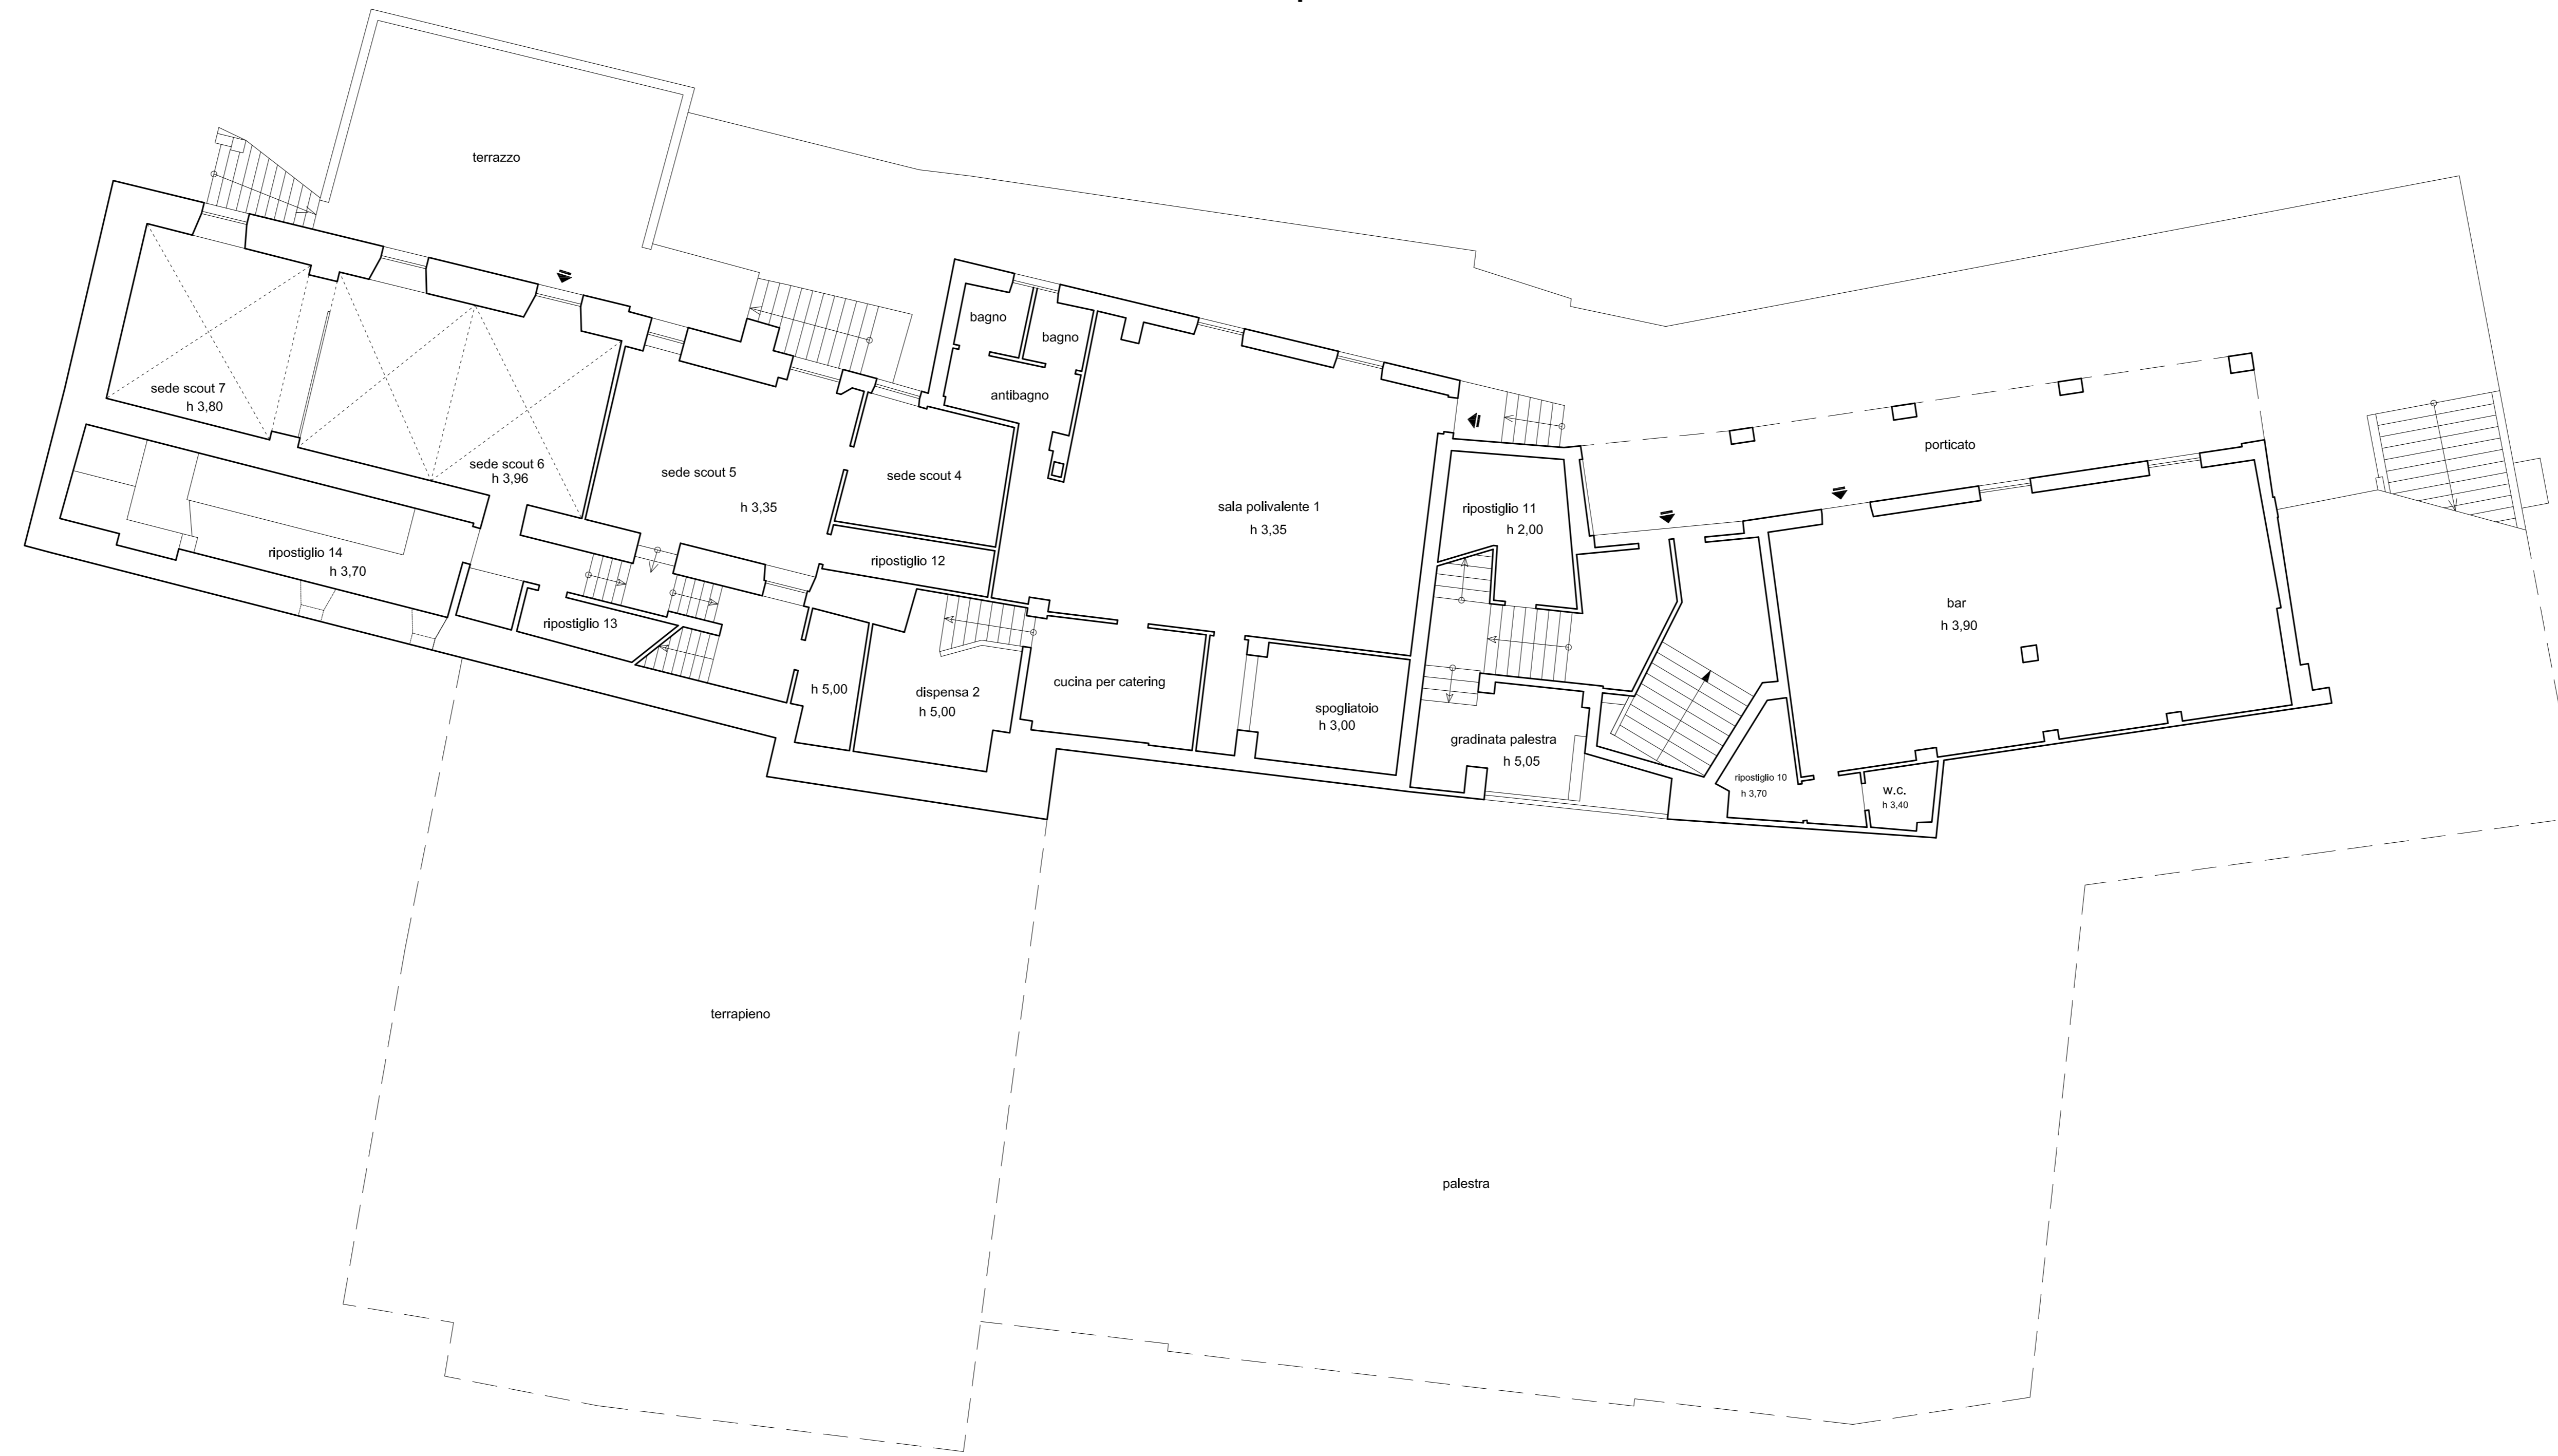 terrazzo
bagno
bagno
antibagno
sede scout 7
h 3,80
sede scout 6
h 3,96
sede scout 5
h 3,35
sede scout 4
porticato
sala polivalente 1
h 3,35
ripostiglio 11
h 2,00
ripostiglio 14
h 3,70
ripostiglio 12
ripostiglio 13
bar
h 3,90
h 5,00
dispensa 2
h 5,00
cucina per catering
spogliatoio
h 3,00
gradinata palestra
h 5,05
ripostiglio 10
h 3,70
w.c.
h 3,40
terrapieno
palestra